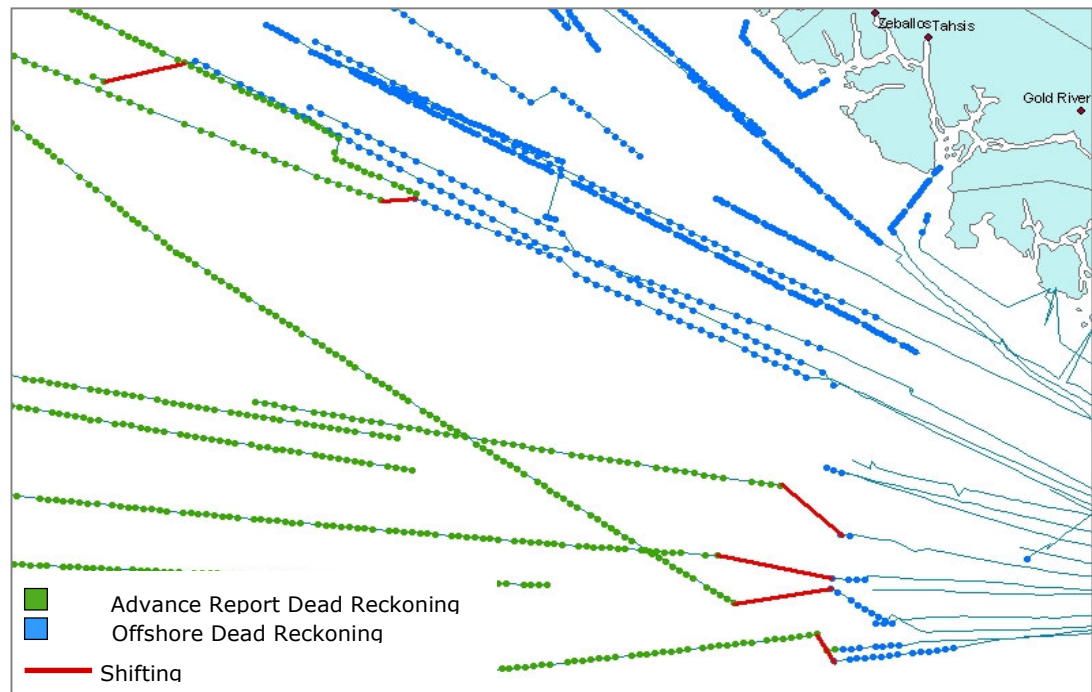 Zeballos
Tahsis
Gold River
Advance Report Dead Reckoning
Offshore Dead Reckoning
Shifting